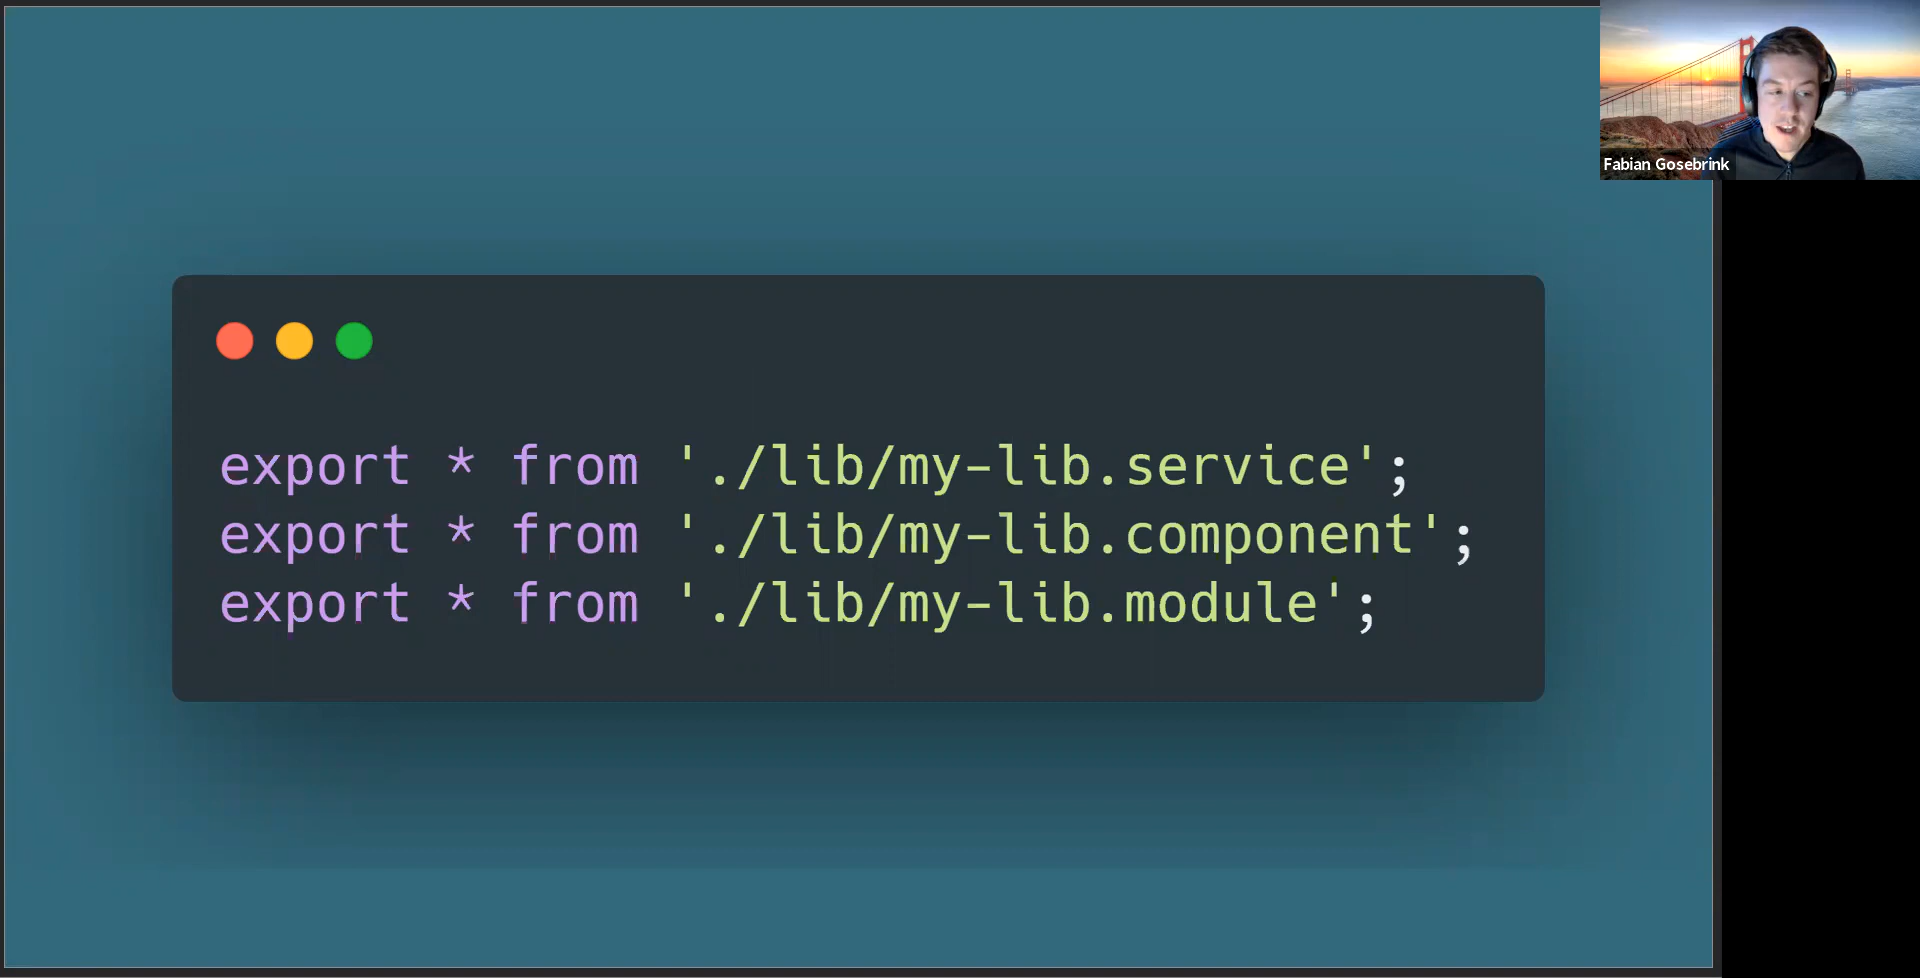 Fabian Gosebrink
export * from './lib/my-lib.service';
export * from './lib/my-lib.component';
export * from './lib/my-lib.module';